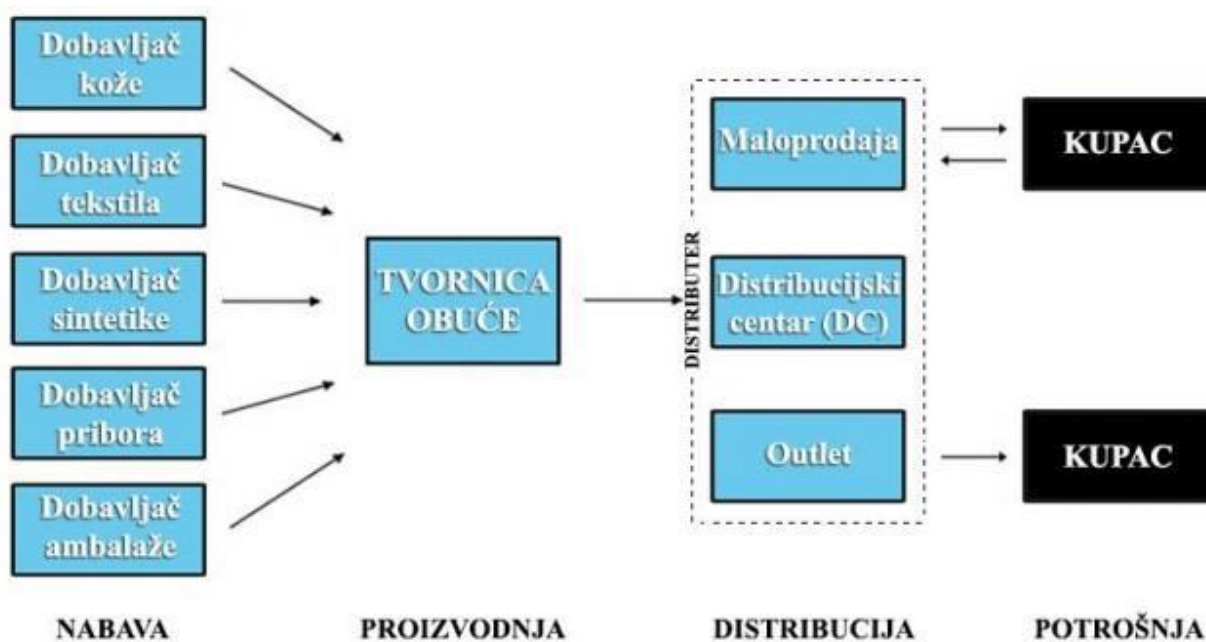 Dobavljač
kože
Dobavljač
tekstila
Dobavljač
sintetike
Dobavljač
pribora
Dobavljač
ambalaže
TVORNICA
OBUĆE
DISTRIBUTER
Maloprodaja
Distribucijski
centar (DC)
Outlet
KUPAC
KUPAC
NABAVA
PROIZVODNJA
DISTRIBUCIJA
POTROŠNJA